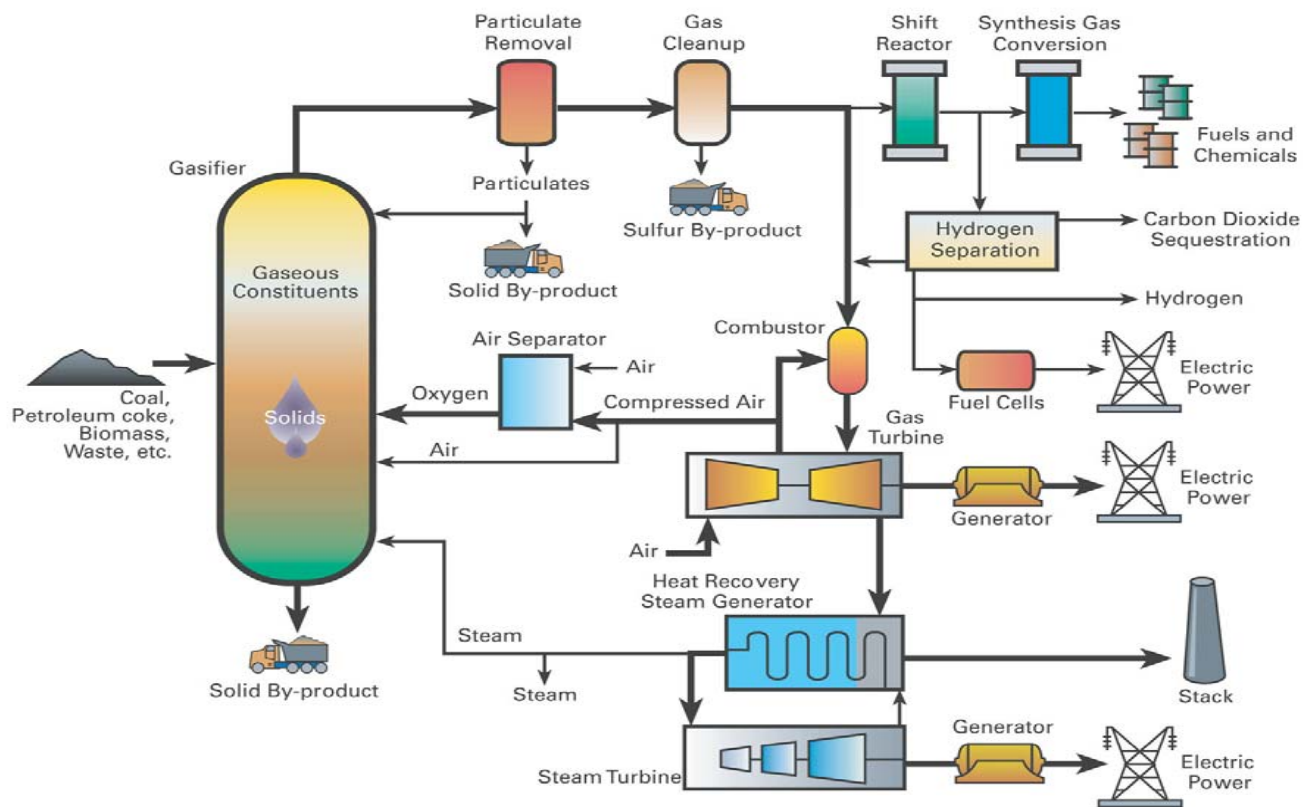 Particulate
Removal
Gas
Cleanup
Shift
Reactor
Synthesis Gas
Conversion
Gasifier
Particulates
Sulfur By-product
Solid By-product
Fuels and
Chemicals
Hydrogen
Separation
Carbon Dioxide
Sequestration
Hydrogen
Gaseous
Constituents
Solids
Coal,
Petroleum coke,
Biomass,
Waste, etc.
Air Separator
Air
Oxygen
Compressed Air
Air
Combustor
Fuel Cells
Electric
Power
Gas
Turbine
Generator
Electric
Power
Air
Heat Recovery
Steam Generator
Steam
Steam
Solid By-product
Stack
Steam Turbine
Generator
Electric
Power